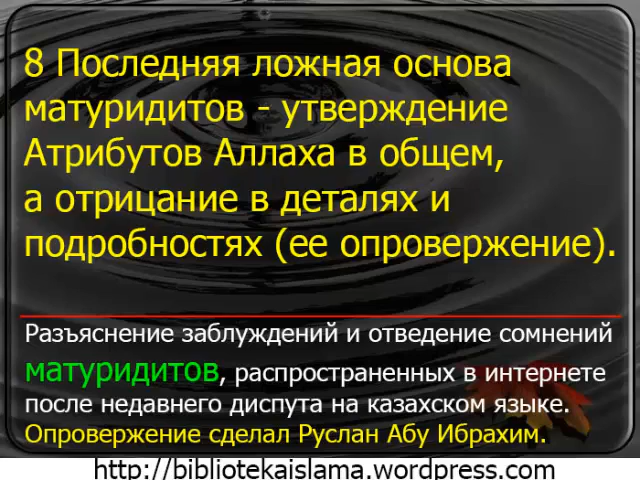 8 Последняя ложная основа
матуридитов - утверждение
Атрибутов Аллаха в общем,
а отрицание в деталях и
подробностях (ее опровержение).
Разъяснение заблуждений и отведение сомнений
матуридитов, распространенных в интернете
после недавнего диспута на казахском языке.
Опровержение сделал Руслан Абу Ибрахим.
http://bibliotekaislama.wordpress.com